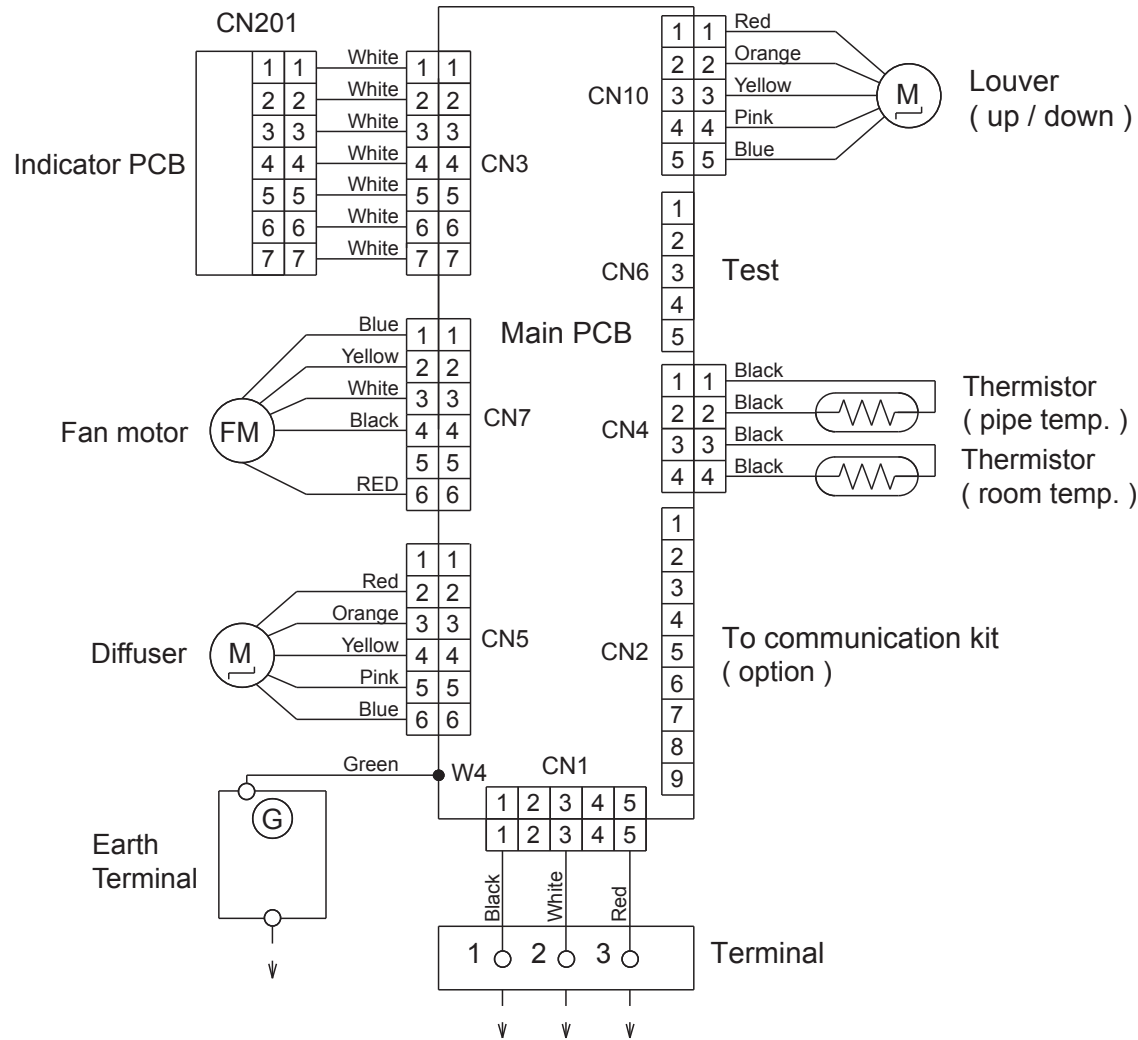 CN201
Indicator PCB
1 1 White 1 1
2 2 White 2 2
3 3 White 3 3
4 4 White 4 4
5 5 White 5 5
6 6 White 6 6
7 7 White 7 7
CN3
Fan motor
FM
Blue 1 1
Yellow 2 2
White 3 3
Black 4 4
5 5
RED 6 6
CN7
Main PCB
Diffuser
M
1 1
Red 2 2
Orange 3 3
Yellow 4 4
Pink 5 5
Blue 6 6
CN5
Green
W4
G
Earth
Terminal
CN10
1 1 Red
2 2 Orange
3 3 Yellow
4 4 Pink
5 5 Blue
M
Louver
( up / down )
CN6
1
2
3
4
5
Test
CN4
1 1 Black
2 2 Black
3 3 Black
4 4 Black
Thermistor
( pipe temp. )
Thermistor
( room temp. )
CN2
1
2
3
4
5
6
7
8
9
To communication kit
( option )
CN1
1 2 3 4 5
1 2 3 4 5
Black
White
Red
1 2 3
Terminal